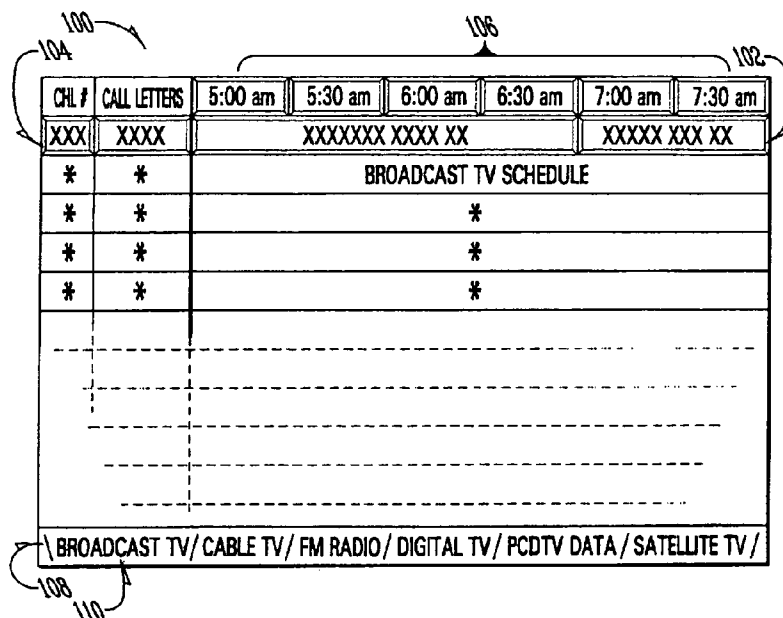 100
106
104
102
CHL # CALL LETTERS 5:00 am 5:30 am 6:00 am 6:30 am 7:00 am 7:30 am
XXX XXXX XXXXXXX XXXX XX XXXXX XXX XX
* * BROADCAST TV SCHEDULE
* * *
* * *
* * *
\ BROADCAST TV / CABLE TV / FM RADIO / DIGITAL TV / PCDTV DATA / SATELLITE TV /
108
110